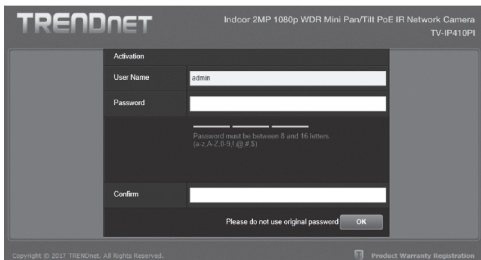 TRENDNET
Indoor 2MP 1080p WDR Mini Pan/Tilt PoE IR Network Camera
TV-IP410PI
Activation
User Name
admin
Password
Password must be between 8 and 16 letters.
(a-z,A-Z,0-9,!,@,#,$)
Confirm
Please do not use original password
OK
Copyright © 2017 TRENDnet. All Rights Reserved.
Product Warranty Registration